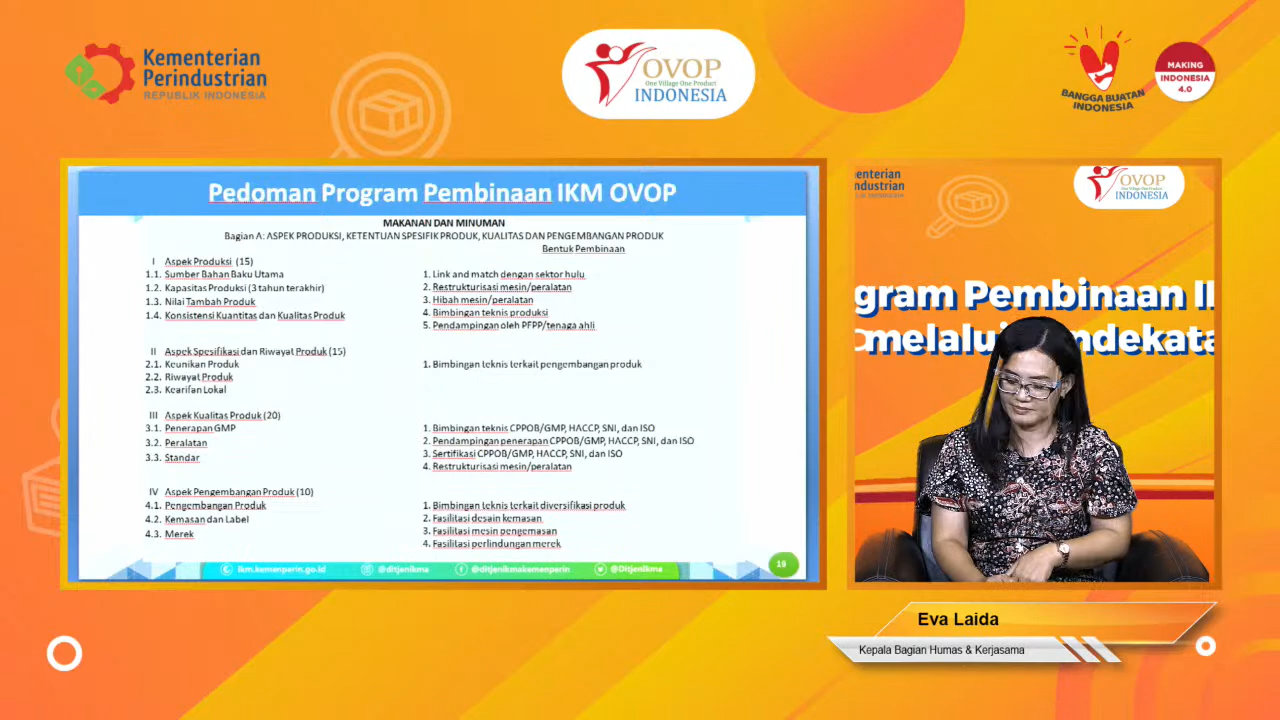 Kementerian
Perindustrian
REPUBLIK INDONESIA
OVOP
One Village One Product
INDONESIA
BANGGA BUATAN
INDONESIA
MAKING
INDONESIA
4.0
Pedoman Program Pembinaan IKM OVOP
MAKANAN DAN MINUMAN
Bagian A: ASPEK PRODUKSI, KETENTUAN SPESIFIK PRODUK, KUALITAS DAN PENGEMBANGAN PRODUK
Bentuk Pembinaan
I Aspek Produksi (15)
1.1. Sumber Bahan Baku Utama
1. Link and match dengan sektor hulu
1.2. Kapasitas Produksi (3 tahun terakhir)
2. Restrukturisasi mesin/peralatan
1.3. Nilai Tambah Produk
3. Hibah mesin/peralatan
1.4. Konsistensi Kuantitas dan Kualitas Produk
4. Bimbingan teknis produksi
5. Pendampingan oleh PFPP/tenaga ahli
II Aspek Spesifikasi dan Riwayat Produk (15)
2.1. Keunikan Produk
1. Bimbingan teknis terkait pengembangan produk
2.2. Riwayat Produk
2.3. Kearifan Lokal
III Aspek Kualitas Produk (20)
3.1. Penerapan GMP
1. Bimbingan teknis CPPOB/GMP, HACCP, SNI, dan ISO
3.2. Peralatan
2. Pendampingan penerapan CPPOB/GMP, HACCP, SNI, dan ISO
3.3. Standar
3. Sertifikasi CPPOB/GMP, HACCP, SNI, dan ISO
4. Restrukturisasi mesin/peralatan
IV Aspek Pengembangan Produk (10)
4.1. Pengembangan Produk
1. Bimbingan teknis terkait diversifikasi produk
4.2. Kemasan dan Label
2. Fasilitasi desain kemasan
4.3. Merek
3. Fasilitasi mesin pengemasan
4. Fasilitasi perlindungan merek
ikm.kemenperin.go.id
@ditjenikma
@ditjenikmakemenperin
@Ditjenikma
19
enterian
ndustrian
OVOP
One Village One Product
INDONESIA
gram Pembinaan I
melalui ndekata
Eva Laida
Kepala Bagian Humas & Kerjasama